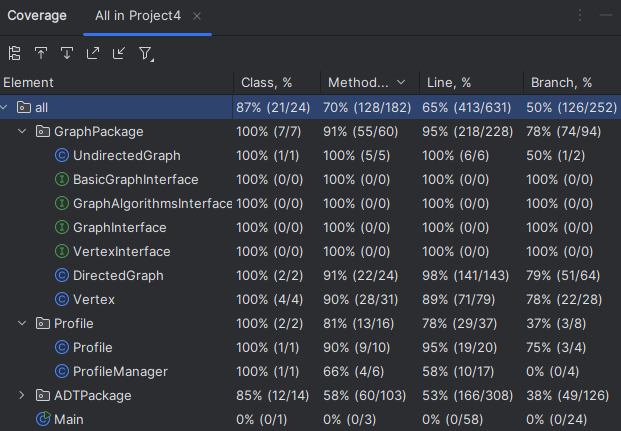 Coverage All in Project4
Element Class, % Method... Line, % Branch, %
all 87% (21/24) 70% (128/182) 65% (413/631) 50% (126/252)
GraphPackage 100% (7/7) 91% (55/60) 95% (218/228) 78% (74/94)
UndirectedGraph 100% (1/1) 100% (5/5) 100% (6/6) 50% (1/2)
BasicGraphInterface 100% (0/0) 100% (0/0) 100% (0/0) 100% (0/0)
GraphAlgorithmsInterface 100% (0/0) 100% (0/0) 100% (0/0) 100% (0/0)
GraphInterface 100% (0/0) 100% (0/0) 100% (0/0) 100% (0/0)
VertexInterface 100% (0/0) 100% (0/0) 100% (0/0) 100% (0/0)
DirectedGraph 100% (2/2) 91% (22/24) 98% (141/143) 79% (51/64)
Vertex 100% (4/4) 90% (28/31) 89% (71/79) 78% (22/28)
Profile 100% (2/2) 81% (13/16) 78% (29/37) 37% (3/8)
Profile 100% (1/1) 90% (9/10) 95% (19/20) 75% (3/4)
ProfileManager 100% (1/1) 66% (4/6) 58% (10/17) 0% (0/4)
ADTPackage 85% (12/14) 58% (60/103) 53% (166/308) 38% (49/126)
Main 0% (0/1) 0% (0/3) 0% (0/58) 0% (0/24)